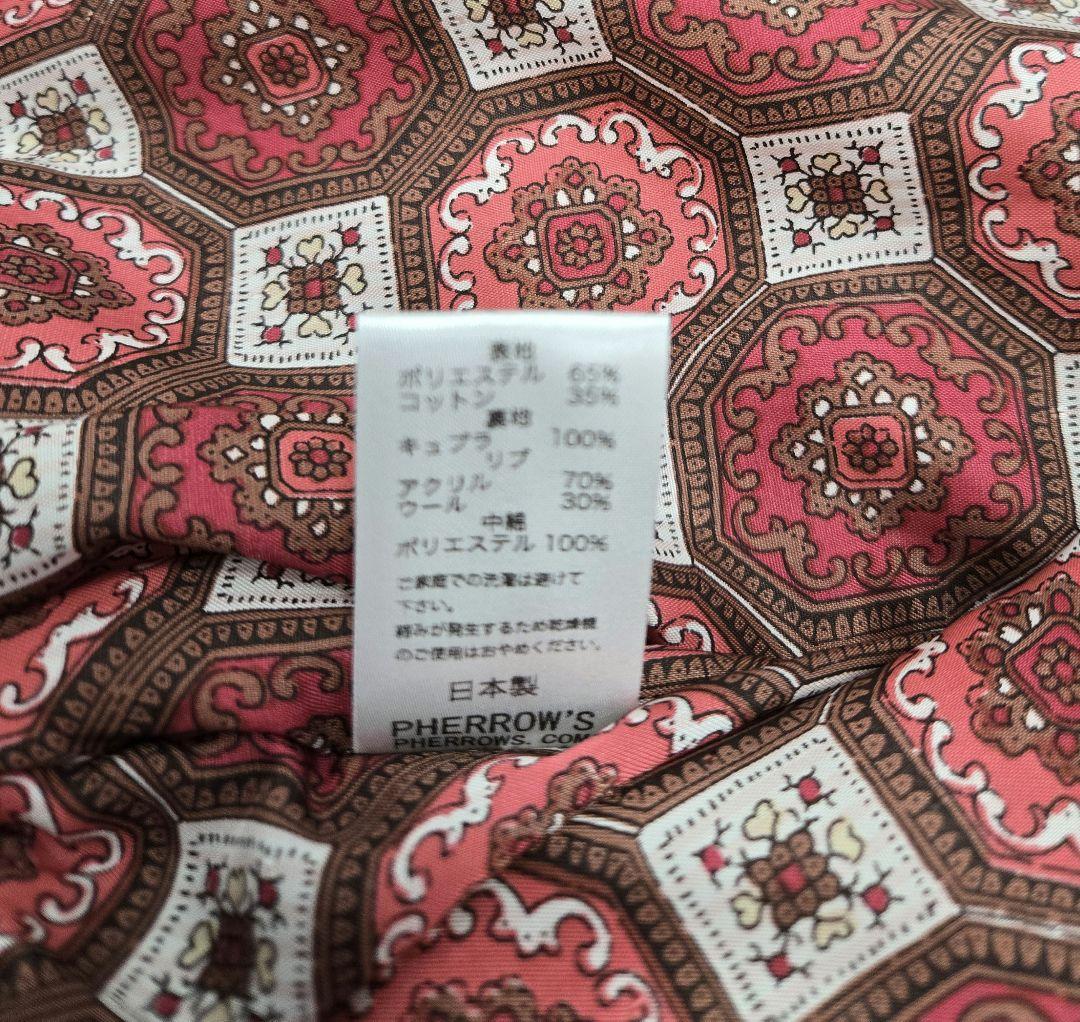 表地
ポリエステル 65%
コットン 35%
裏地
キュプラ 100%
リブ
アクリル 70%
ウール 30%
中綿
ポリエステル 100%
ご家庭での洗濯は避けて
下さい。
縮みが発生するため乾燥機
のご使用はおやめください。
日本製
PHERROW'S
PHERROWS. COM